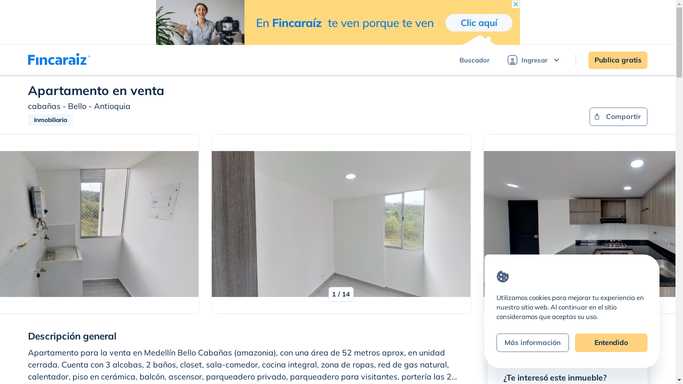 En Fincaraíz te ven porque te ven
Clic aquí
Fincaraiz
Buscador
Ingresar
Publica gratis
Apartamento en venta
cabañas - Bello - Antioquia
Inmobiliaria
Compartir
1 / 14
Descripción general
Apartamento para la venta en Medellín Bello Cabañas (amazonia), con una área de 52 metros aprox, en unidad
cerrada. Cuenta con 3 alcobas, 2 baños, closet, sala-comedor, cocina integral, zona de ropas, red de gas natural,
calentador, piso en cerámica, balcón, ascensor, parqueadero privado, parqueadero para visitantes, portería las 2...
Utilizamos cookies para mejorar tu experiencia en
nuestro sitio web. Al continuar en el sitio
consideramos que aceptas su uso.
Más información
Entendido
¿Te interesó este inmueble?